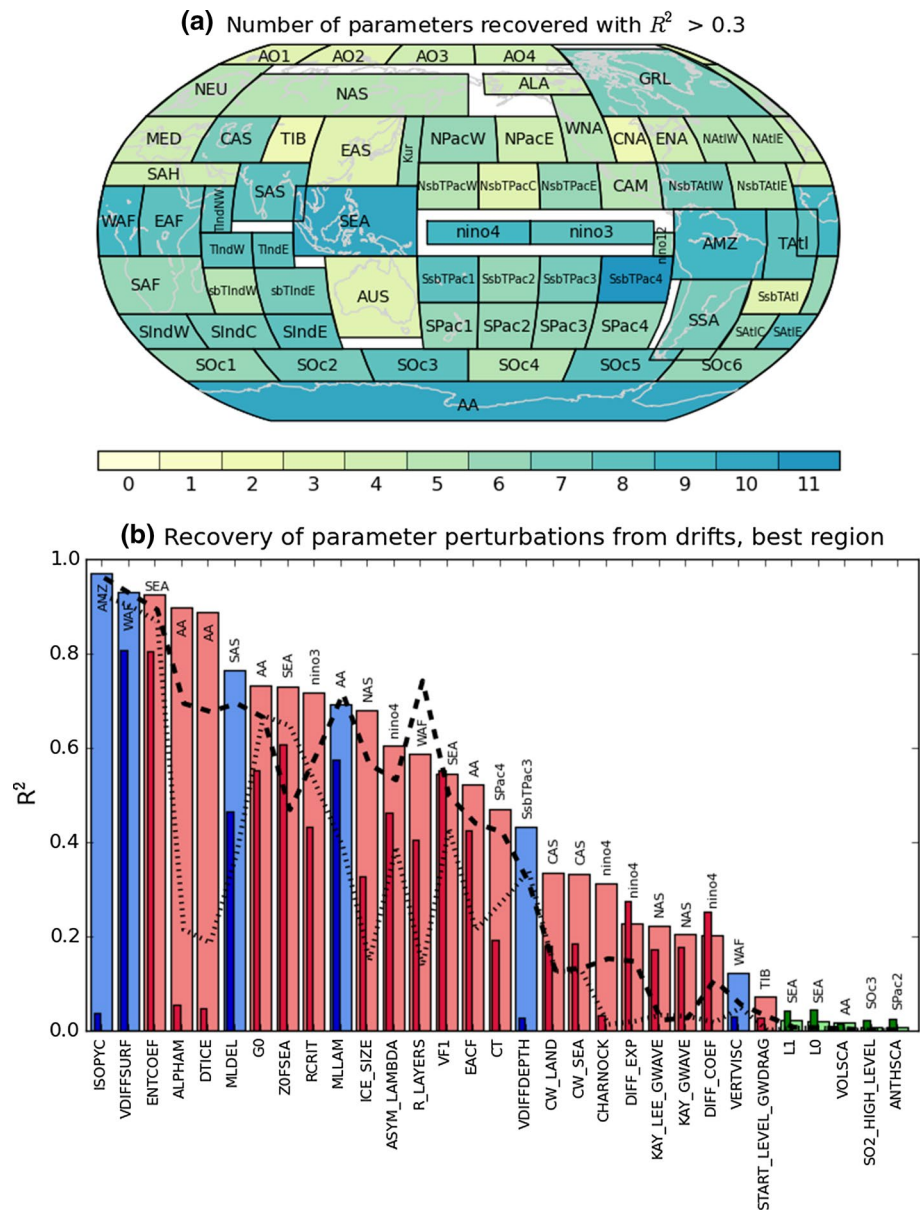 (a) Number of parameters recovered with R² > 0.3
AO1 AO2 AO3 AO4
NEU NAS ALA GRL
MED CAS TIB EAS Kur NPacW NPacE WNA CNA ENA NAtlW NAtlE
SAH SAS NsbTPacW NsbTPacC NsbTPacE CAM NsbTAtlW NsbTAtlE
WAF EAF TIndNW SEA nino4 nino3 nino12 AMZ TAtl
TIndW TIndE
SAF sbTIndW sbTIndE AUS SsbTPac1 SsbTPac2 SsbTPac3 SsbTPac4 SsbTAtl
SIndW SIndC SIndE SPac1 SPac2 SPac3 SPac4 SSA SAtlC SAtlE
SOc1 SOc2 SOc3 SOc4 SOc5 SOc6
AA
0 1 2 3 4 5 6 7 8 9 10 11
(b) Recovery of parameter perturbations from drifts, best region
R²
1.0
0.8
0.6
0.4
0.2
0.0
AMZ WAF SEA AA AA SAS AA SEA nino3 AA NAS nino4 WAF SEA AA SPac4 SsbTPac3 CAS CAS nino4 nino4 NAS NAS nino4 WAF TIB SEA SEA AA SOc3 SPac2
ISOPYC
VDIFFSURF
ENTCOEF
ALPHAM
DTICE
MLDEL
G0
Z0FSEA
RCRIT
MLLAM
ICE_SIZE
ASYM_LAMBDA
R_LAYERS
VF1
EACF
CT
VDIFFDEPTH
CW_LAND
CW_SEA
CHARNOCK
DIFF_EXP
KAY_LEE_GWAVE
KAY_GWAVE
DIFF_COEF
VERTVISC
START_LEVEL_GWDRAG
L1
L0
VOLSCA
SO2_HIGH_LEVEL
ANTHSCA